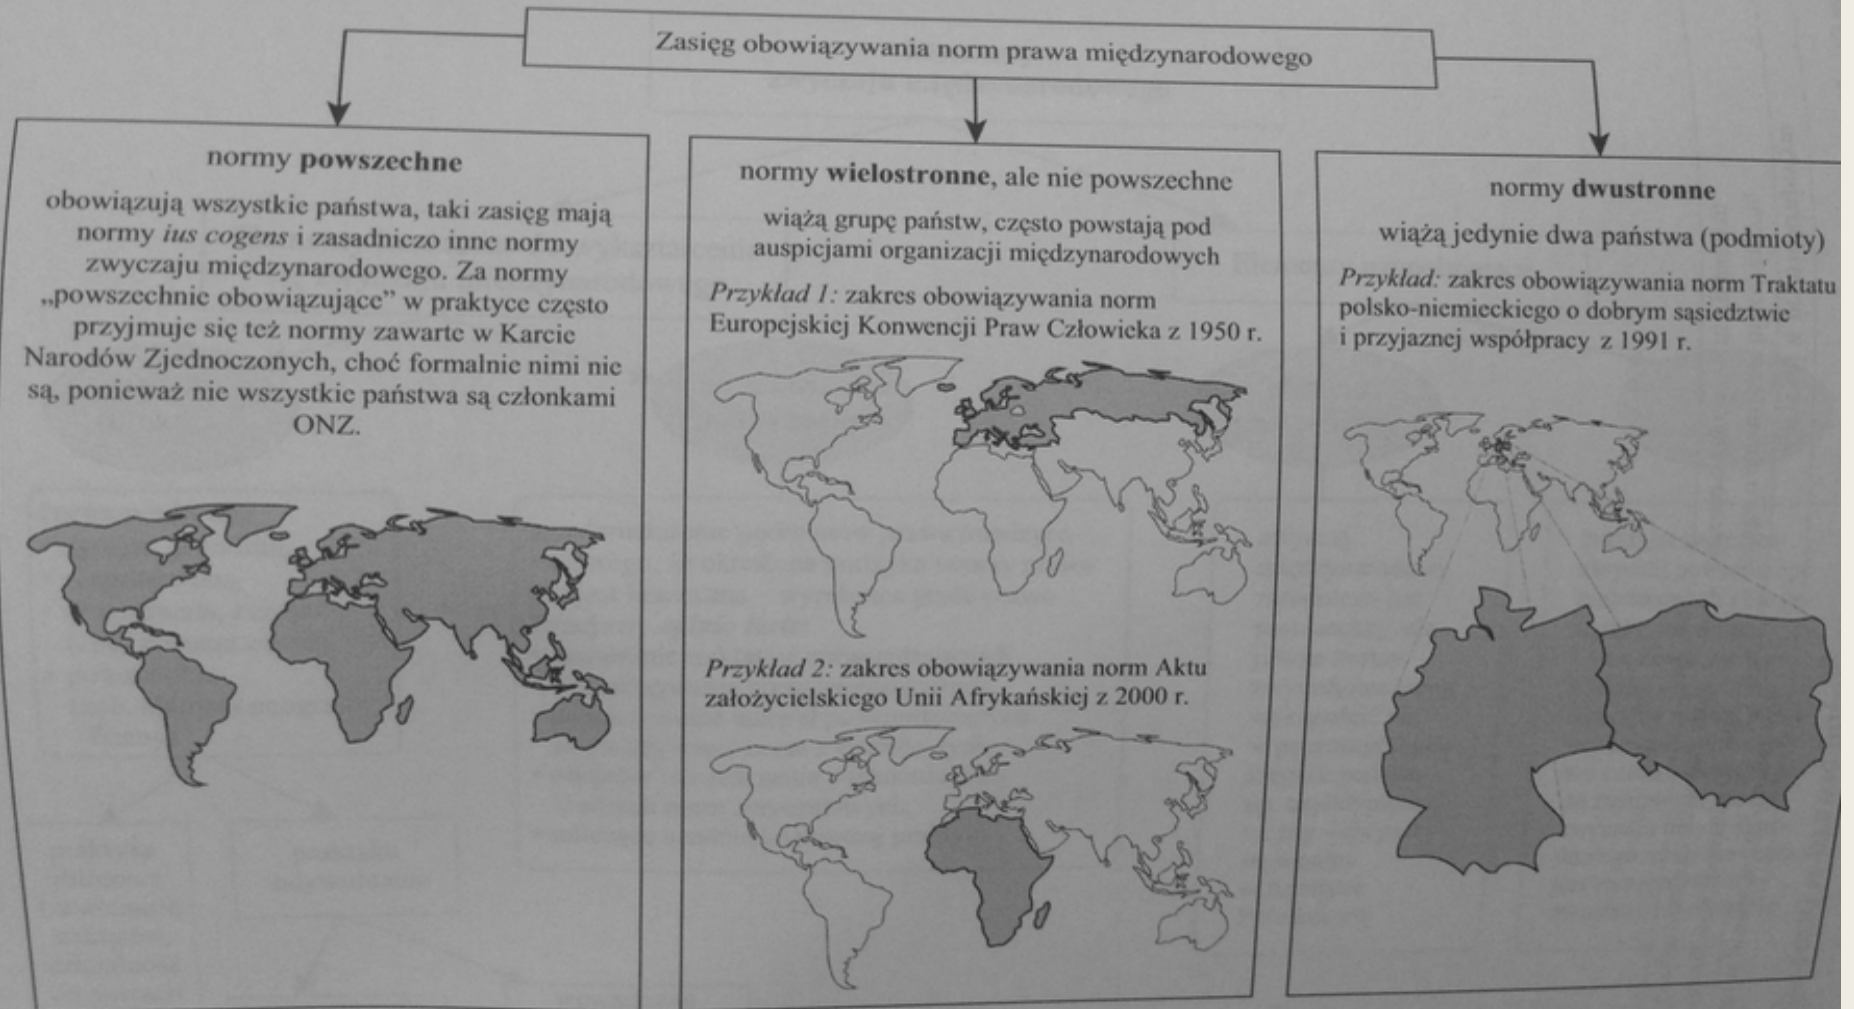 Zasięg obowiązywania norm prawa międzynarodowego
normy powszechne
obowiązują wszystkie państwa, taki zasięg mają
normy ius cogens i zasadniczo inne normy
zwyczaju międzynarodowego. Za normy
„powszechnie obowiązujące” w praktyce często
przyjmuje się też normy zawarte w Karcie
Narodów Zjednoczonych, choć formalnie nimi nie
są, ponieważ nie wszystkie państwa są członkami
ONZ.
normy wielostronne, ale nie powszechne
wiążą grupę państw, często powstają pod
auspicjami organizacji międzynarodowych
Przykład 1: zakres obowiązywania norm
Europejskiej Konwencji Praw Człowieka z 1950 r.
Przykład 2: zakres obowiązywania norm Aktu
założycielskiego Unii Afrykańskiej z 2000 r.
normy dwustronne
wiążą jedynie dwa państwa (podmioty)
Przykład: zakres obowiązywania norm Traktatu
polsko-niemieckiego o dobrym sąsiedztwie
i przyjaznej współpracy z 1991 r.